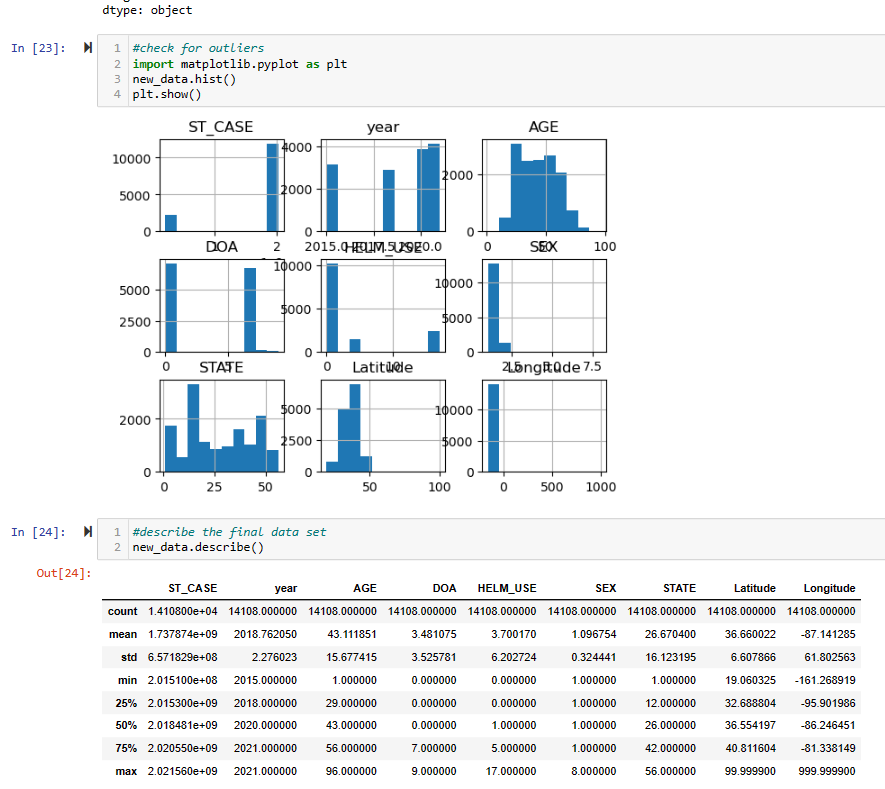 dtype: object
In [23]:
1 #check for outliers
2 import matplotlib.pyplot as plt
3 new_data.hist()
4 plt.show()
ST_CASE year AGE
10000 4000
5000 2000 2000
0 0 0
1 2 2015.0 2017.5 2020.0 0 50 100
DOA HELM_USE SEX
5000 10000 10000
2500 5000 5000
0 0 0
0 5 0 10 2.5 5.0 7.5
STATE Latitude Longitude
2000 5000 10000
2500 5000
0 0 0
0 25 50 50 100 0 500 1000
In [24]:
1 #describe the final data set
2 new_data.describe()
Out[24]:
ST_CASE year AGE DOA HELM_USE SEX STATE Latitude Longitude
count 1.410800e+04 14108.000000 14108.000000 14108.000000 14108.000000 14108.000000 14108.000000 14108.000000 14108.000000
mean 1.737874e+09 2018.762050 43.111851 3.481075 3.700170 1.096754 26.670400 36.660022 -87.141285
std 6.571829e+08 2.276023 15.677415 3.525781 6.202724 0.324441 16.123195 6.607866 61.802563
min 2.015100e+08 2015.000000 1.000000 0.000000 0.000000 1.000000 1.000000 19.060325 -161.268919
25% 2.015300e+09 2018.000000 29.000000 0.000000 0.000000 1.000000 12.000000 32.688804 -95.901986
50% 2.018481e+09 2020.000000 43.000000 0.000000 1.000000 1.000000 26.000000 36.554197 -86.246451
75% 2.020550e+09 2021.000000 56.000000 7.000000 5.000000 1.000000 42.000000 40.811604 -81.338149
max 2.021560e+09 2021.000000 96.000000 9.000000 17.000000 8.000000 56.000000 99.999900 999.999900